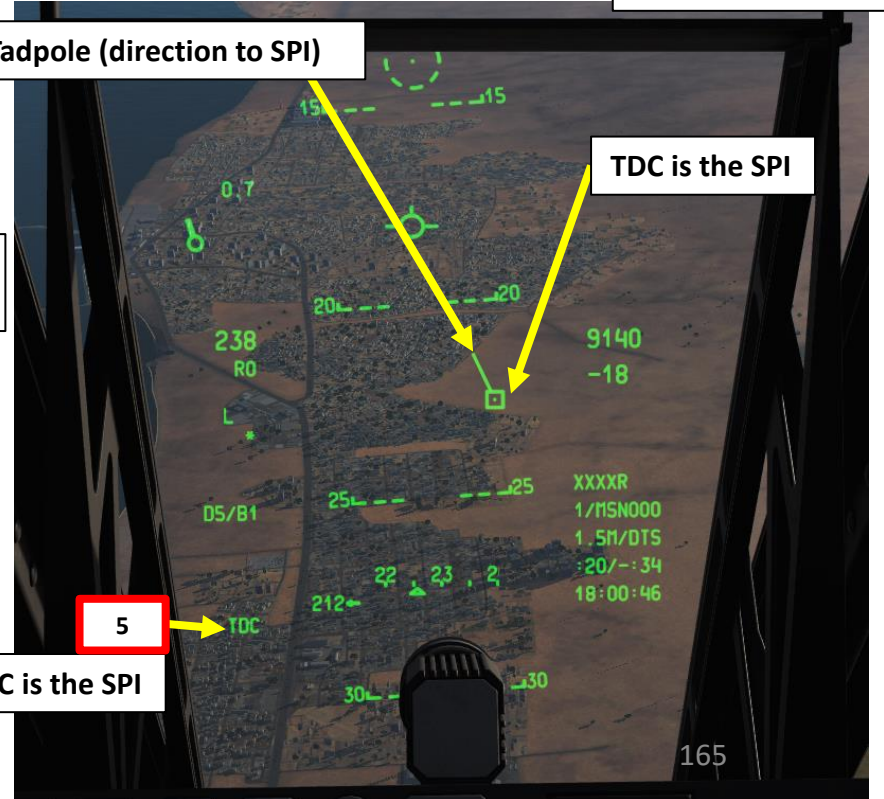 Tadpole (direction to SPI)
15 15
TDC is the SPI
0.7
20 20
238 9140
R0 -18
L
*
25 25
XXXXR
D5/B1 1/MSN000
1.5M/DTS
22 23 2 :20/-:34
212 18:00:46
5 TDC
C is the SPI
30 30
165